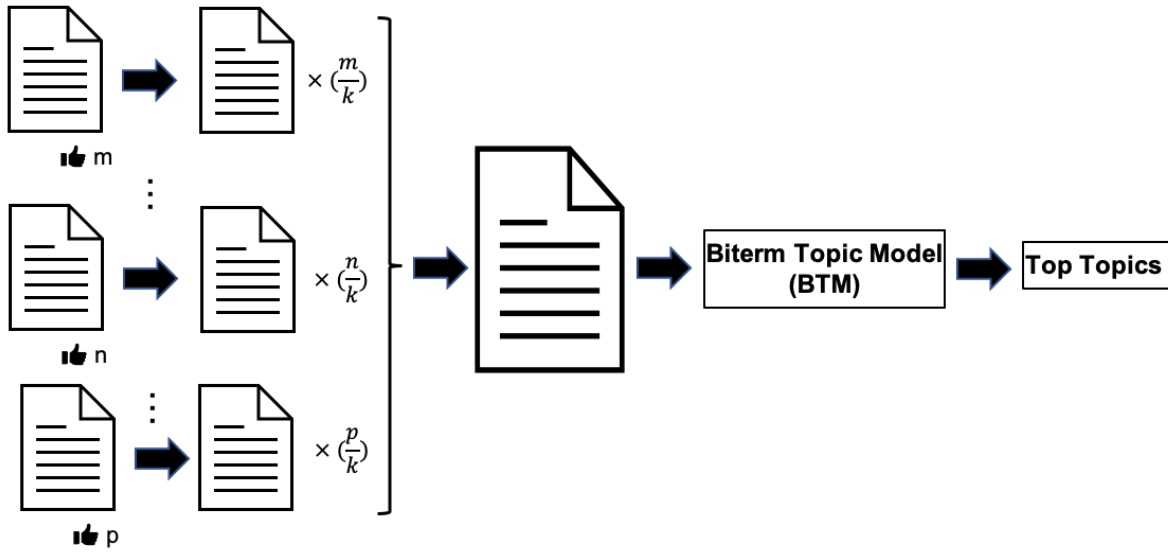 × (m/k)
m
⋮
× (n/k)
n
Biterm Topic Model
(BTM)
Top Topics
⋮
× (p/k)
p